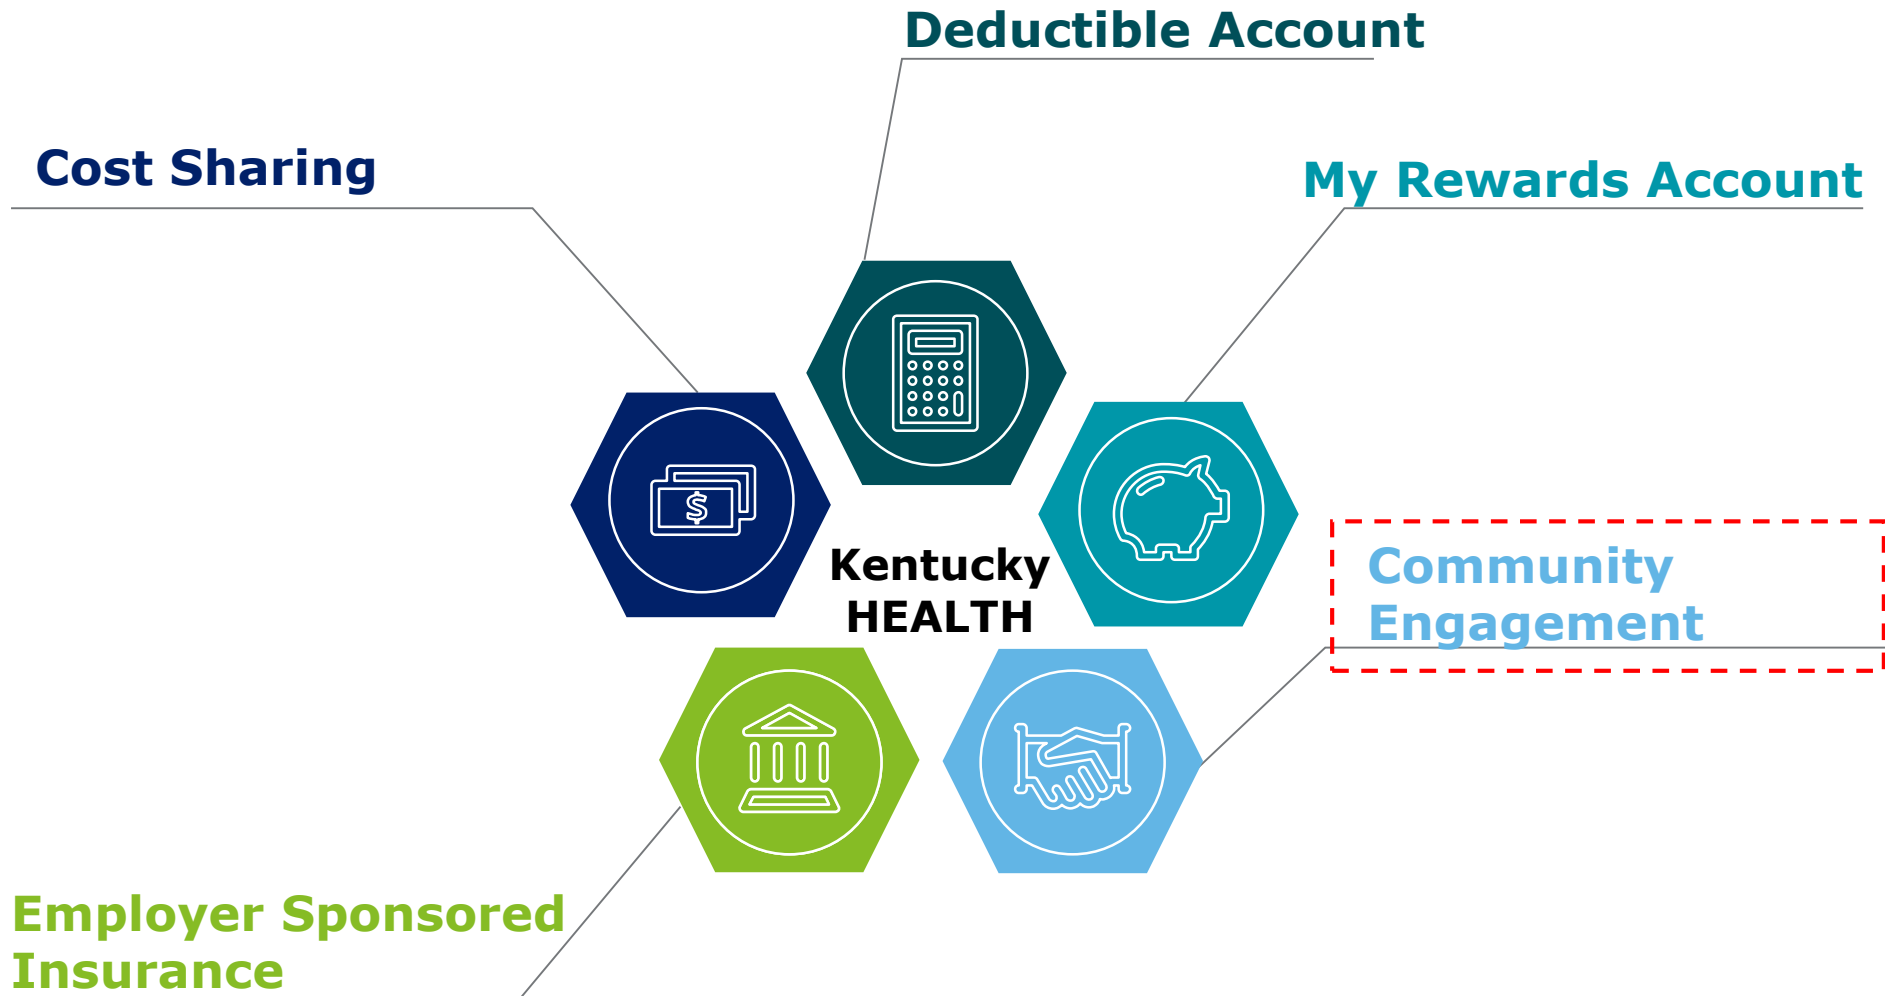 Deductible Account
Cost Sharing
My Rewards Account
$
Kentucky
HEALTH
Community
Engagement
Employer Sponsored
Insurance